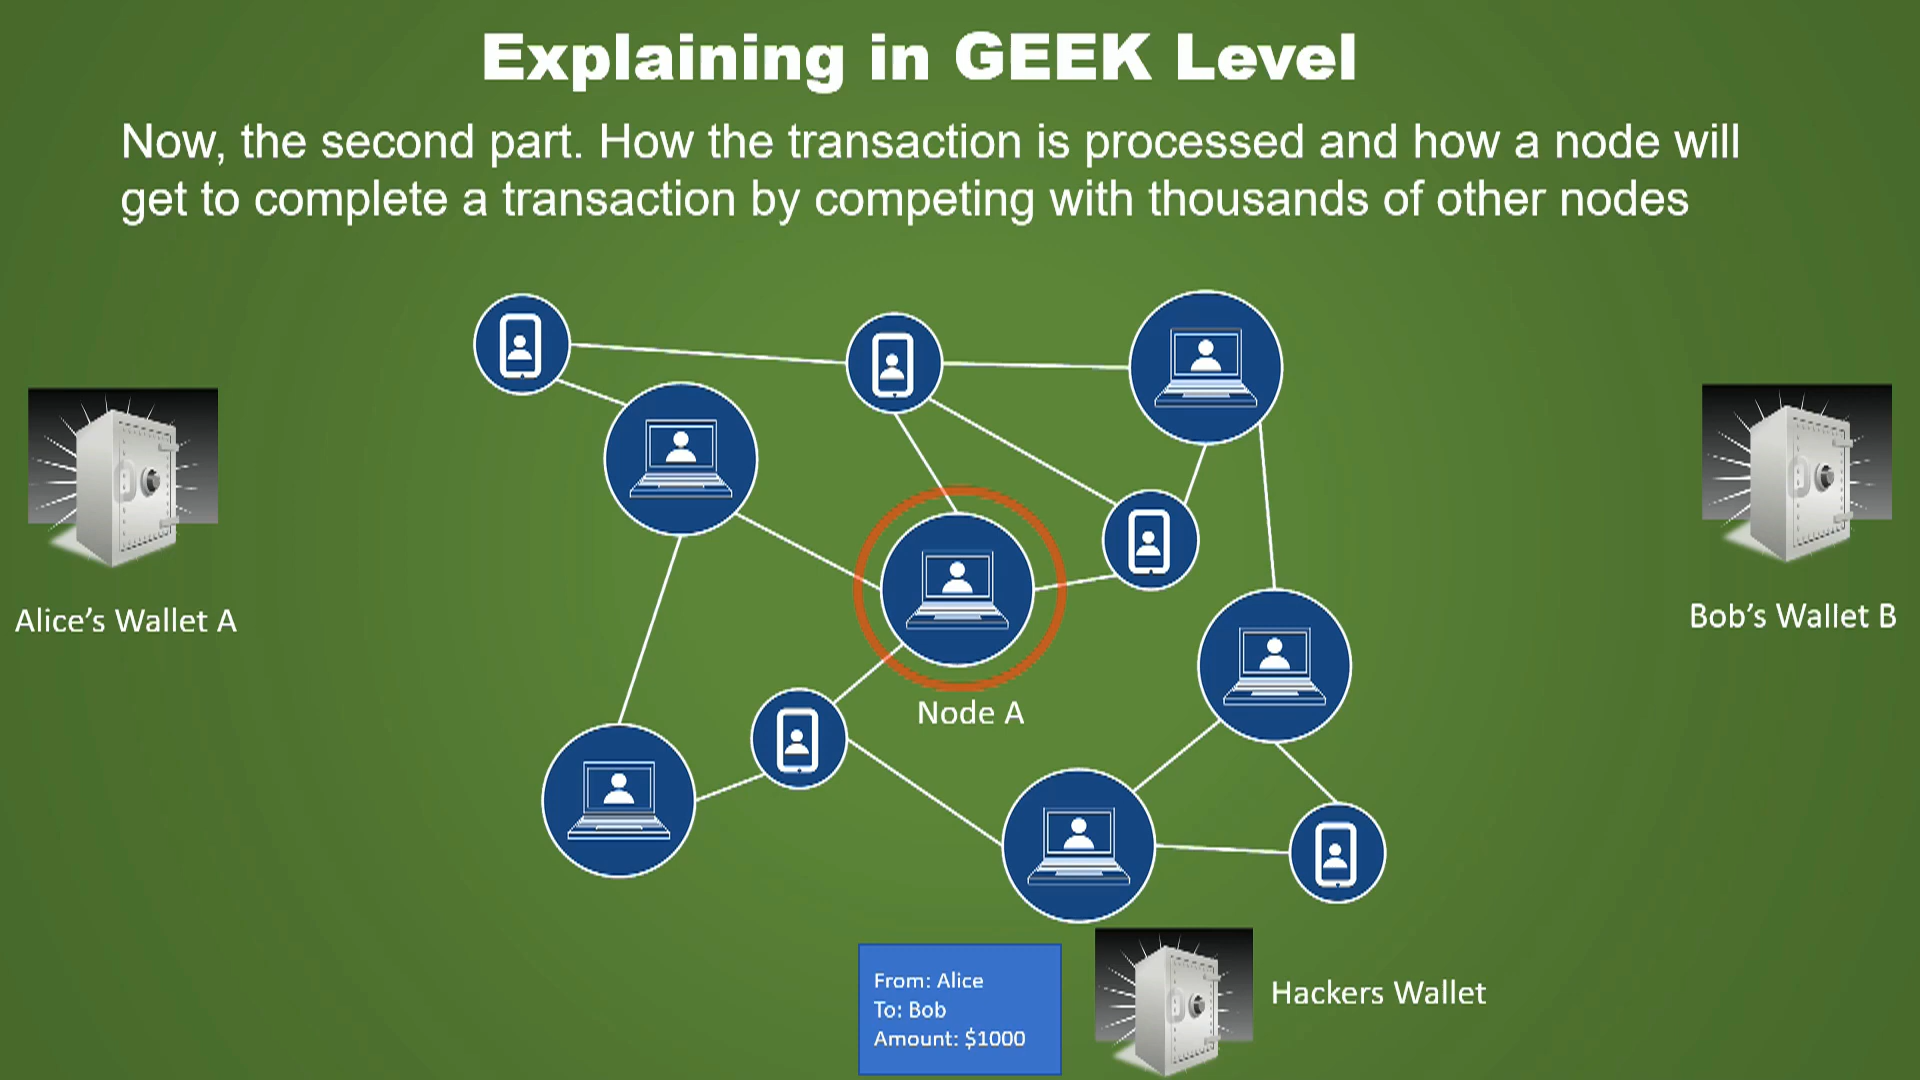 Explaining in GEEK Level
Now, the second part. How the transaction is processed and how a node will
get to complete a transaction by competing with thousands of other nodes
Alice's Wallet A
Bob's Wallet B
Node A
From: Alice
To: Bob
Amount: $1000
Hackers Wallet